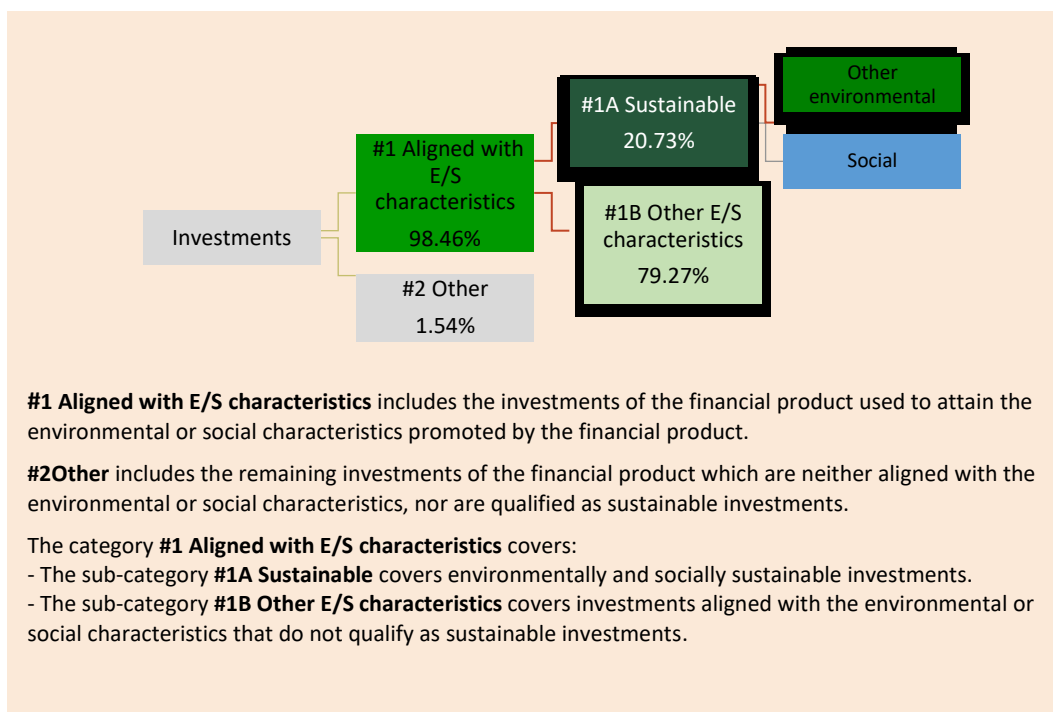 Investments
#1 Aligned with
E/S
characteristics
98.46%
#2 Other
1.54%
#1A Sustainable
20.73%
#1B Other E/S
characteristics
79.27%
Other
environmental
Social
#1 Aligned with E/S characteristics includes the investments of the financial product used to attain the
environmental or social characteristics promoted by the financial product.
#2Other includes the remaining investments of the financial product which are neither aligned with the
environmental or social characteristics, nor are qualified as sustainable investments.
The category #1 Aligned with E/S characteristics covers:
- The sub-category #1A Sustainable covers environmentally and socially sustainable investments.
- The sub-category #1B Other E/S characteristics covers investments aligned with the environmental or
social characteristics that do not qualify as sustainable investments.